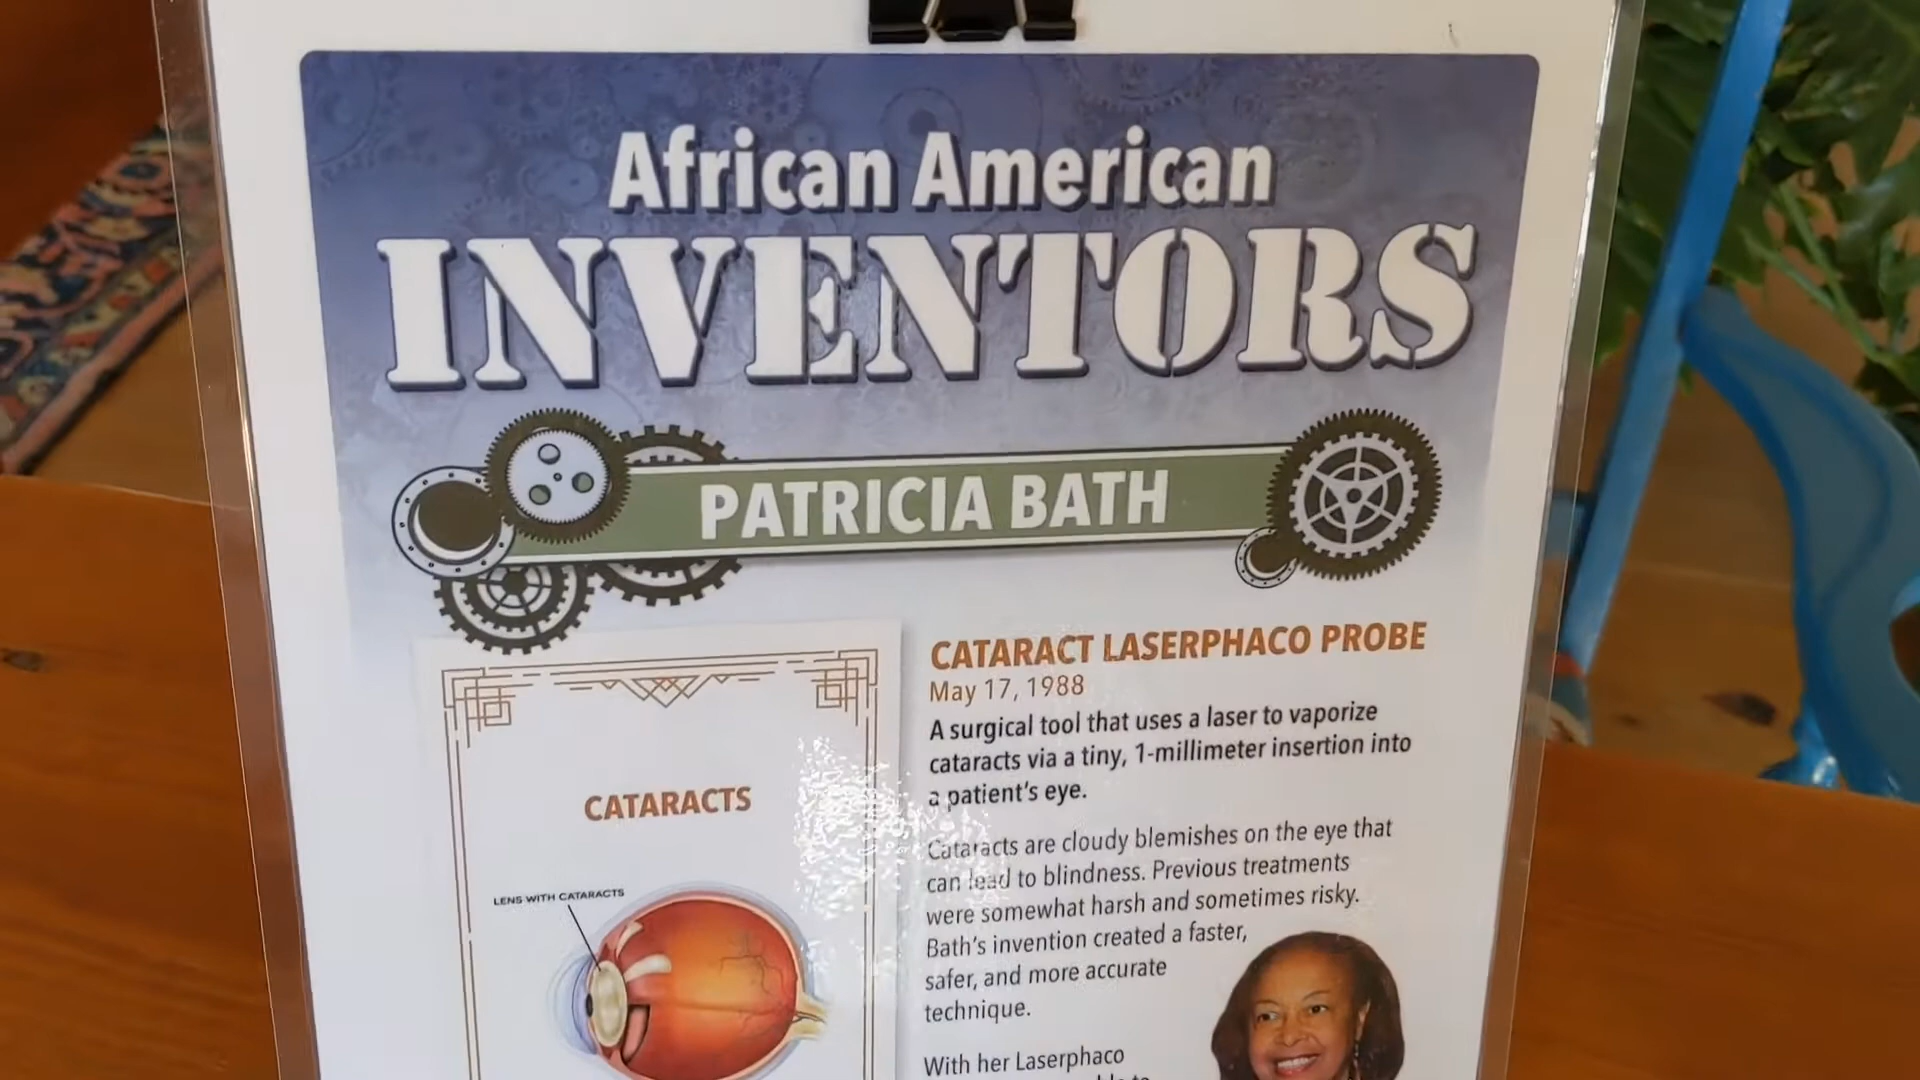 African American
INVENTORS
PATRICIA BATH
CATARACT LASERPHACO PROBE
May 17, 1988
A surgical tool that uses a laser to vaporize
cataracts via a tiny, 1-millimeter insertion into
a patient's eye.
Cataracts are cloudy blemishes on the eye that
can lead to blindness. Previous treatments
were somewhat harsh and sometimes risky.
Bath's invention created a faster,
safer, and more accurate
technique.
With her Laserphaco
CATARACTS
LENS WITH CATARACTS